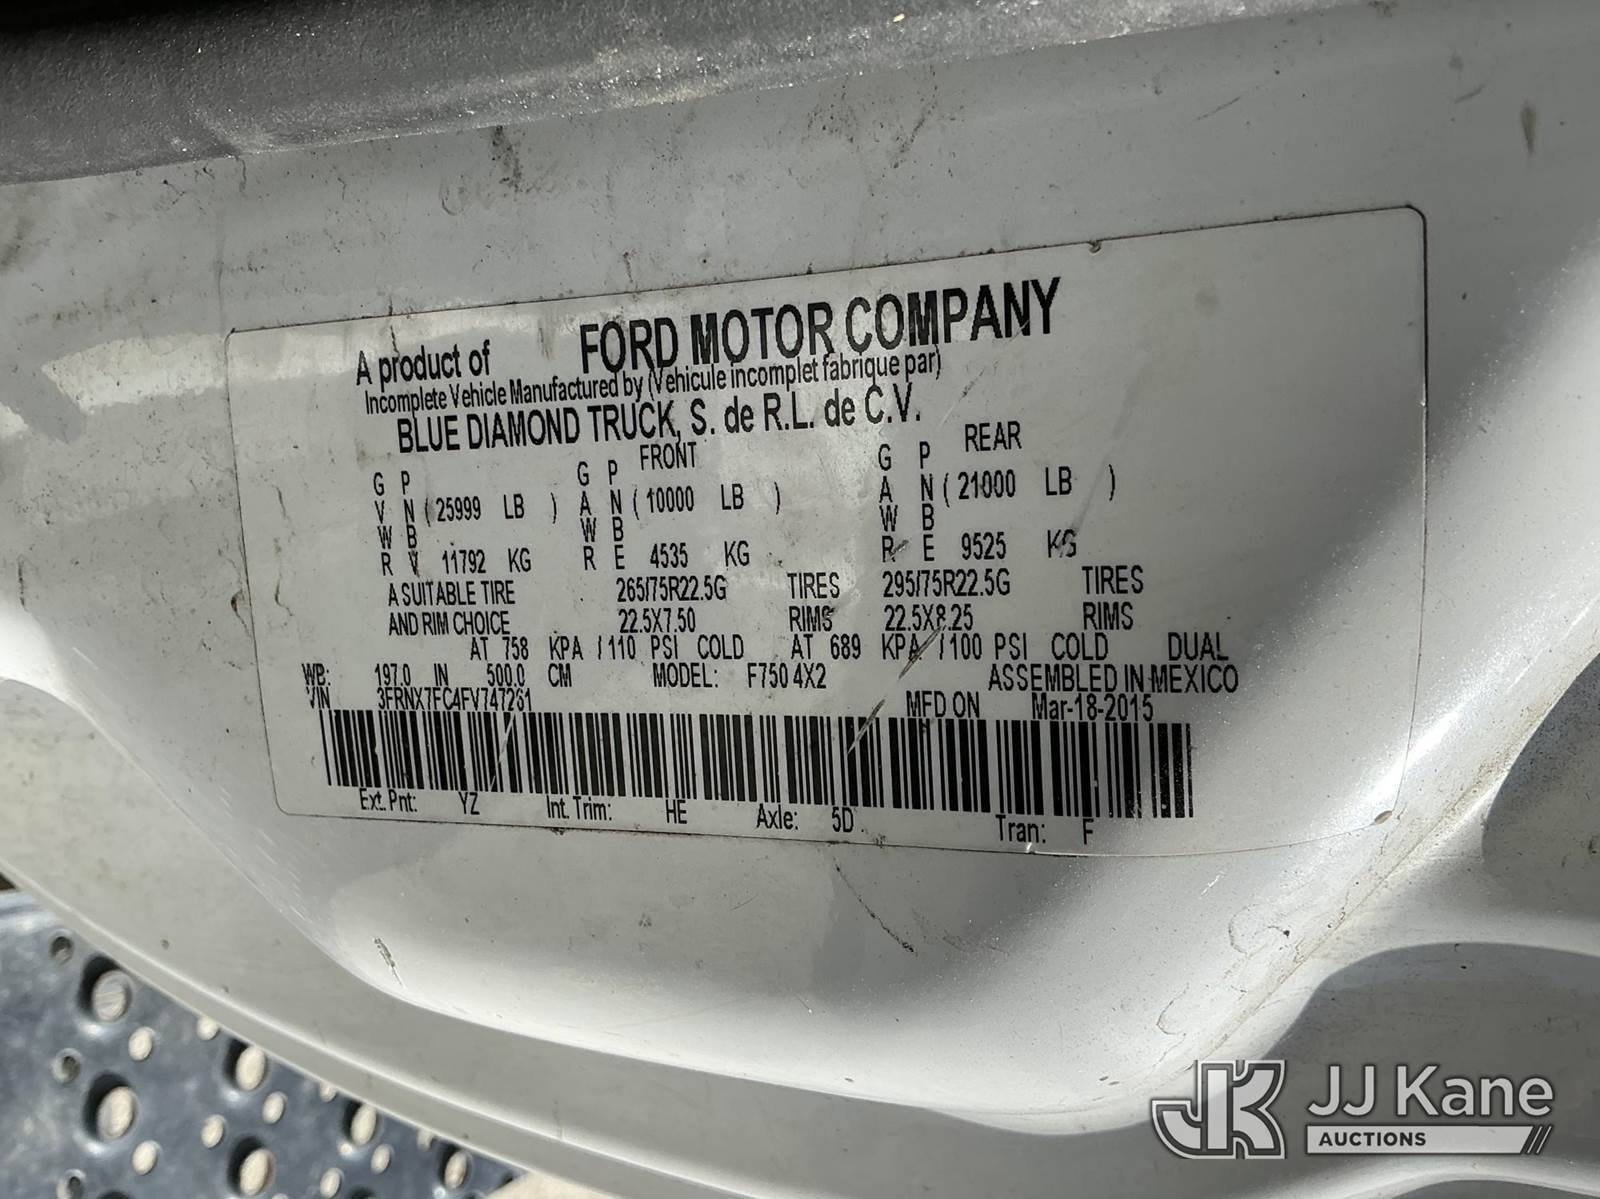 A product of FORD MOTOR COMPANY
Incomplete Vehicle Manufactured by (Vehicule incomplet fabrique par)
BLUE DIAMOND TRUCK, S. de R.L. de C.V.
FRONT REAR
G P G P G P
V N ( 25999 LB ) A N ( 10000 LB ) A N ( 21000 LB )
W B W B W B
R V 11792 KG R E 4535 KG R E 9525 KG
A SUITABLE TIRE 265/75R22.5G TIRES 295/75R22.5G TIRES
AND RIM CHOICE 22.5X7.50 RIMS 22.5X8.25 RIMS
AT 758 KPA / 110 PSI COLD AT 689 KPA / 100 PSI COLD DUAL
WB: 197.0 IN 500.0 CM MODEL: F750 4X2 ASSEMBLED IN MEXICO
VIN 3FRNX7FC4FV747261 MFD ON Mar-18-2015
Ext. Pnt: YZ Int. Trim: HE Axle: 5D Tran: F
JK JJ Kane
AUCTIONS